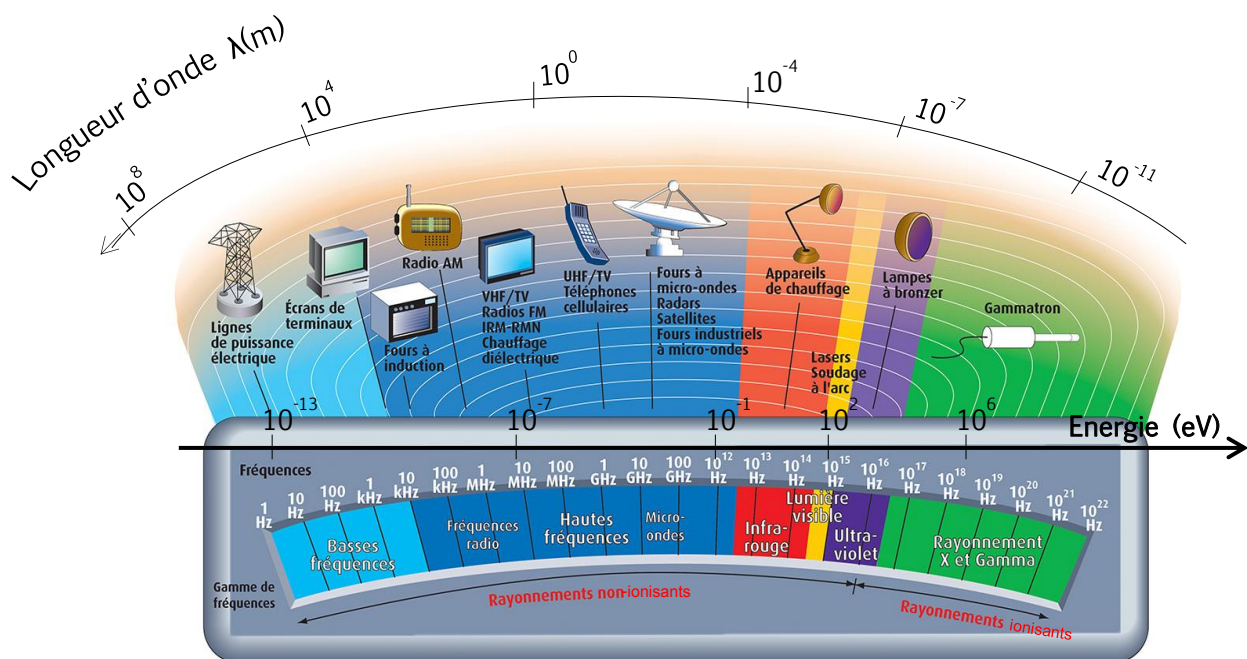 Longueur d'onde λ(m)
10^8
10^4
10^0
10^-4
10^-7
10^-11
Lignes
de puissance
électrique
Écrans de
terminaux
Radio AM
Fours à
induction
VHF/TV
Radios FM
IRM-RMN
Chauffage
diélectrique
UHF/TV
Téléphones
cellulaires
Fours à
micro-ondes
Radars
Satellites
Fours industriels
à micro-ondes
Appareils
de chauffage
Lasers
Soudage
à l'arc
Lampes
à bronzer
Gammatron
10^-13
10^-7
10^-1
10^2
10^6
Energie (eV)
Fréquences
1
Hz
10
Hz
100
Hz
1
kHz
10
kHz
100
kHz
1
MHz
10
MHz
100
MHz
1
GHz
10
GHz
100
GHz
10^12
Hz
10^13
Hz
10^14
Hz
10^15
Hz
10^16
Hz
10^17
Hz
10^18
Hz
10^19
Hz
10^20
Hz
10^21
Hz
10^22
Hz
Basses
fréquences
Fréquences
radio
Hautes
fréquences
Micro-
ondes
Infra-
rouge
Lumière
visible
Ultra-
violet
Rayonnement
X et Gamma
Gamme de
fréquences
Rayonnements non-ionisants
Rayonnements ionisants